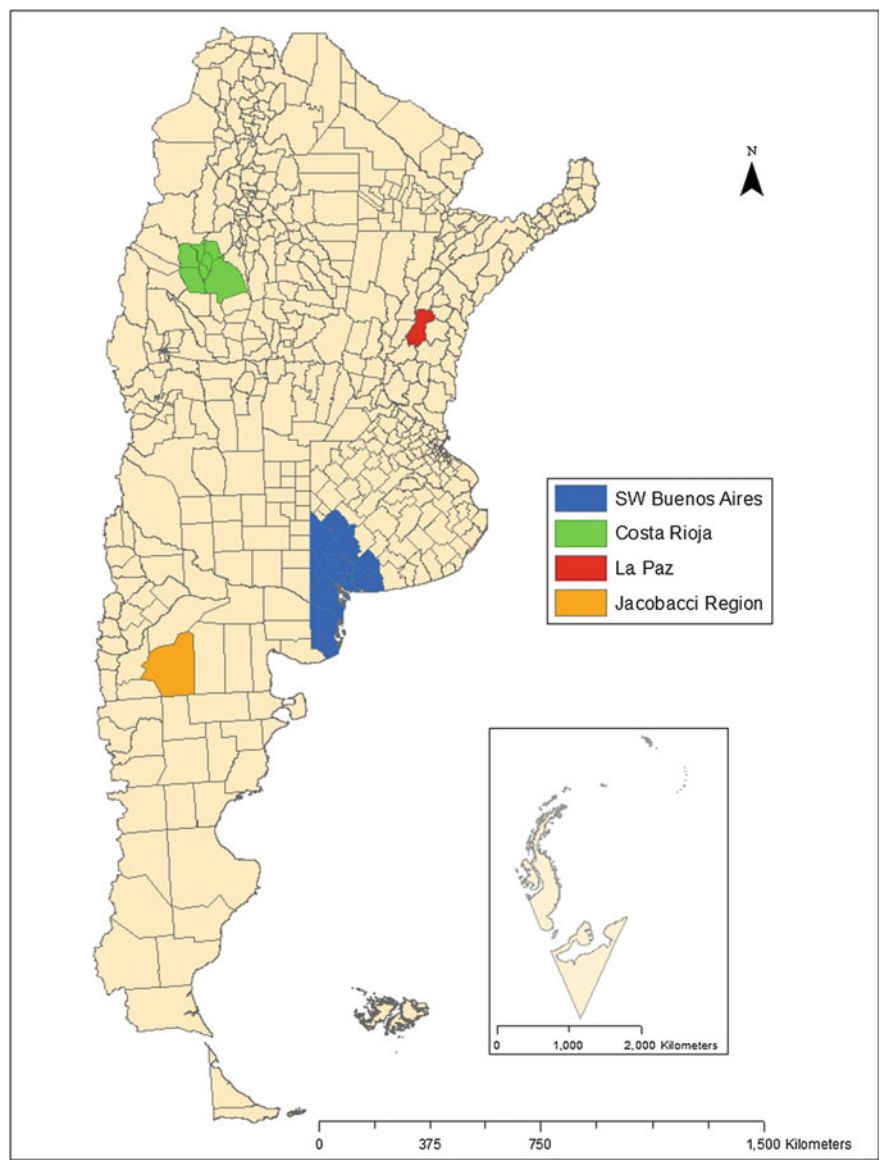 N
SW Buenos Aires
Costa Rioja
La Paz
Jacobacci Region
0 1,000 2,000 Kilometers
0 375 750 1,500 Kilometers